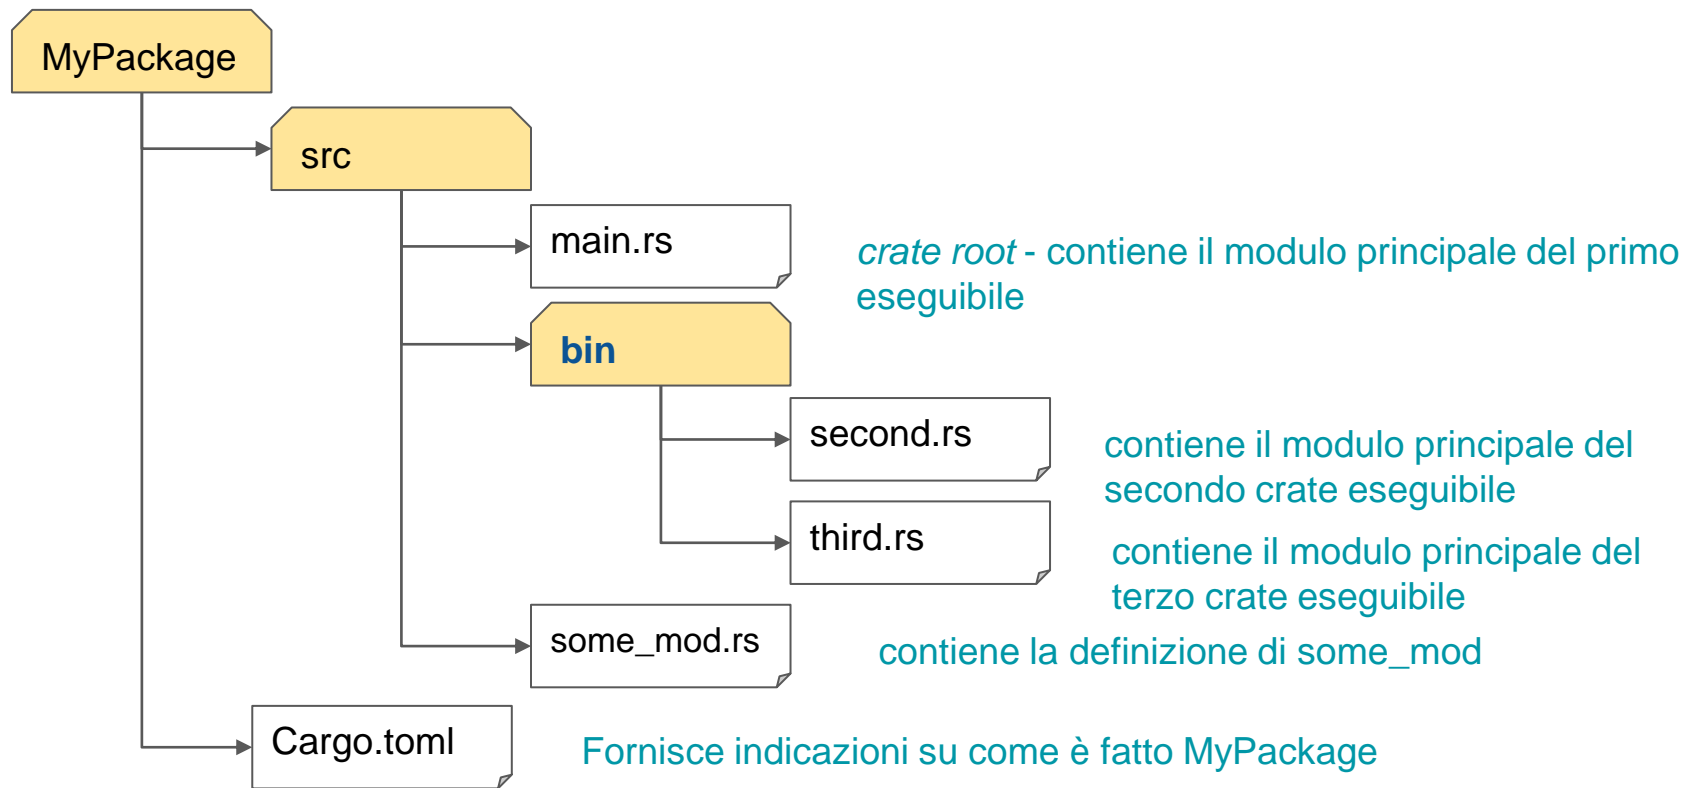 MyPackage
src
main.rs
crate root - contiene il modulo principale del primo
eseguibile
bin
second.rs
contiene il modulo principale del
secondo crate eseguibile
third.rs
contiene il modulo principale del
terzo crate eseguibile
some_mod.rs
contiene la definizione di some_mod
Cargo.toml
Fornisce indicazioni su come è fatto MyPackage